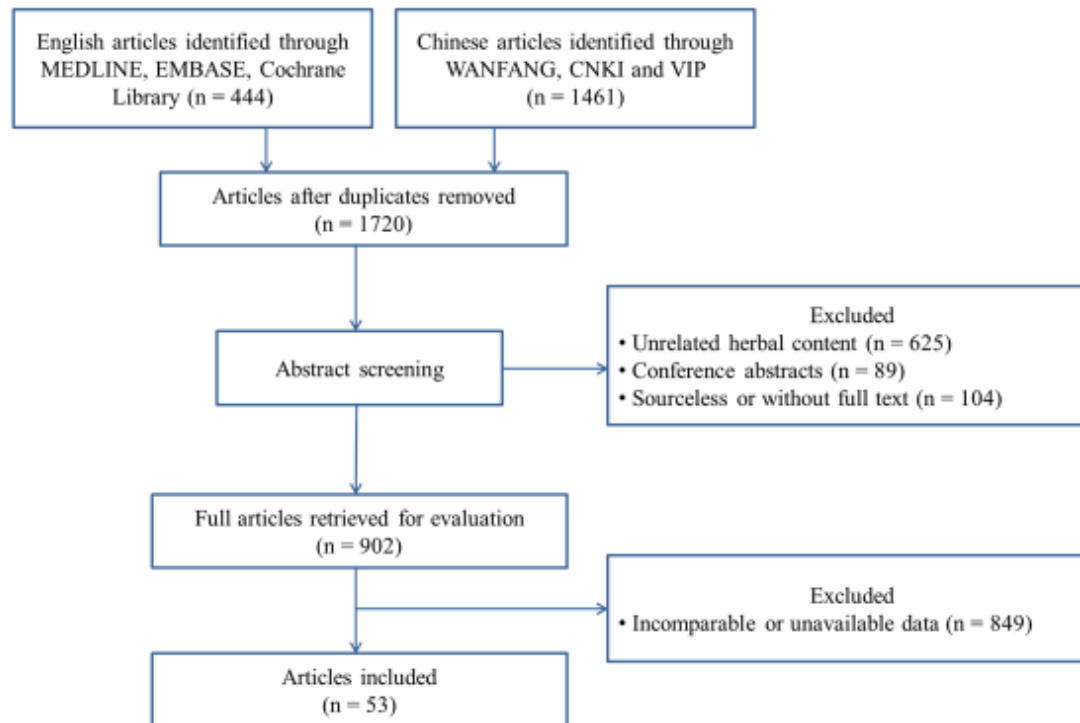 English articles identified through
MEDLINE, EMBASE, Cochrane
Library (n = 444)
Chinese articles identified through
WANFANG, CNKI and VIP
(n = 1461)
Articles after duplicates removed
(n = 1720)
Abstract screening
Excluded
• Unrelated herbal content (n = 625)
• Conference abstracts (n = 89)
• Sourceless or without full text (n = 104)
Full articles retrieved for evaluation
(n = 902)
Excluded
• Incomparable or unavailable data (n = 849)
Articles included
(n = 53)